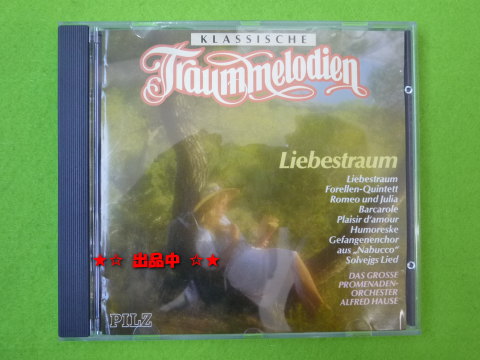 KLASSISCHE
Traummelodien
Liebestraum
Liebestraum
Forellen-Quintett
Romeo und Julia
Barcarole
Plaisir d'amour
Humoreske
Gefangenenchor
aus „Nabucco"
Solvejgs Lied
★☆ 出品中 ☆★
DAS GROSSE
PROMENADEN-
ORCHESTER
ALFRED HAUSE
PILZ